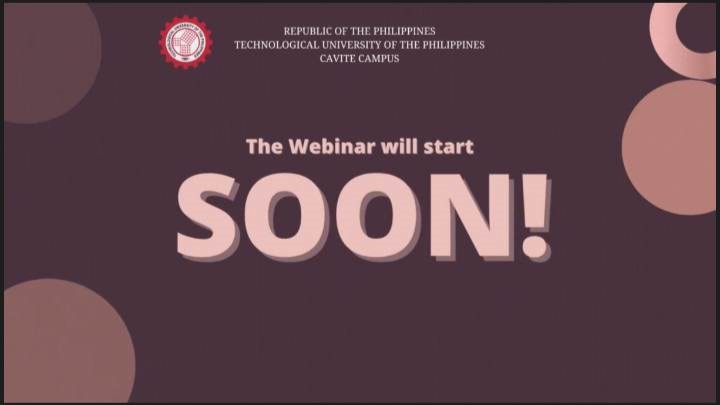 REPUBLIC OF THE PHILIPPINES
TECHNOLOGICAL UNIVERSITY OF THE PHILIPPINES
CAVITE CAMPUS
The Webinar will start
SOON!